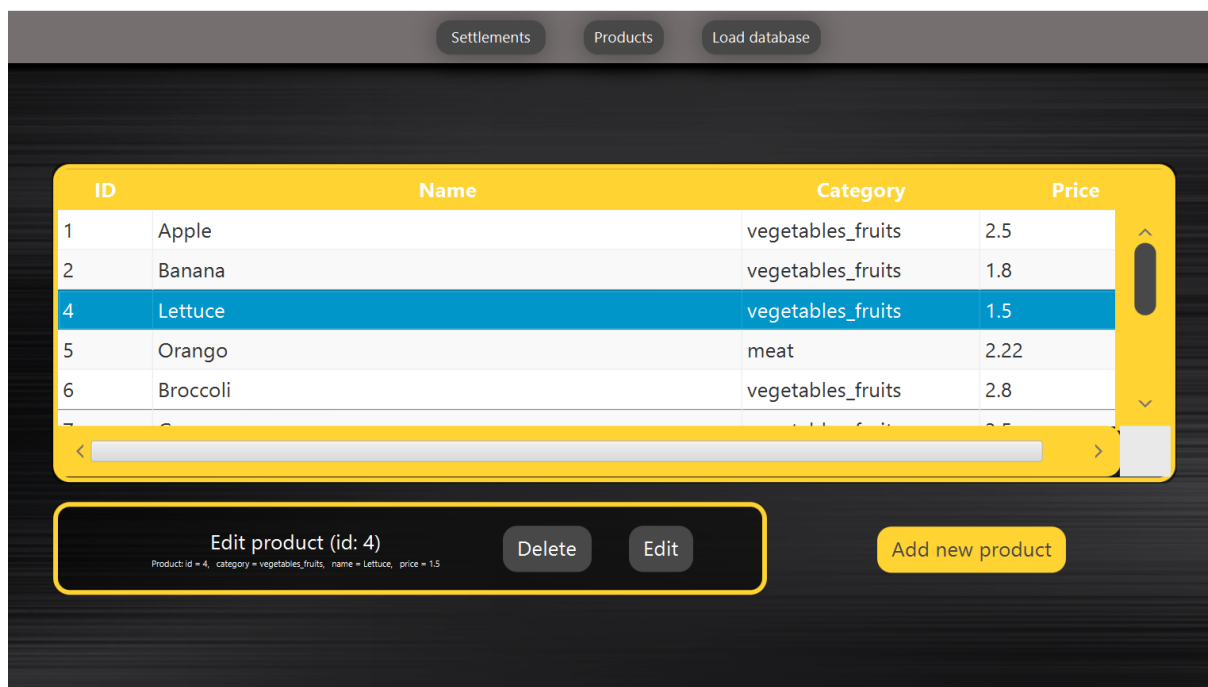 Settlements Products Load database
ID Name Category Price
1 Apple vegetables_fruits 2.5
2 Banana vegetables_fruits 1.8
4 Lettuce vegetables_fruits 1.5
5 Orango meat 2.22
6 Broccoli vegetables_fruits 2.8
Edit product (id: 4) Delete Edit Add new product
Product: id = 4, category = vegetables_fruits, name = Lettuce, price = 1.5